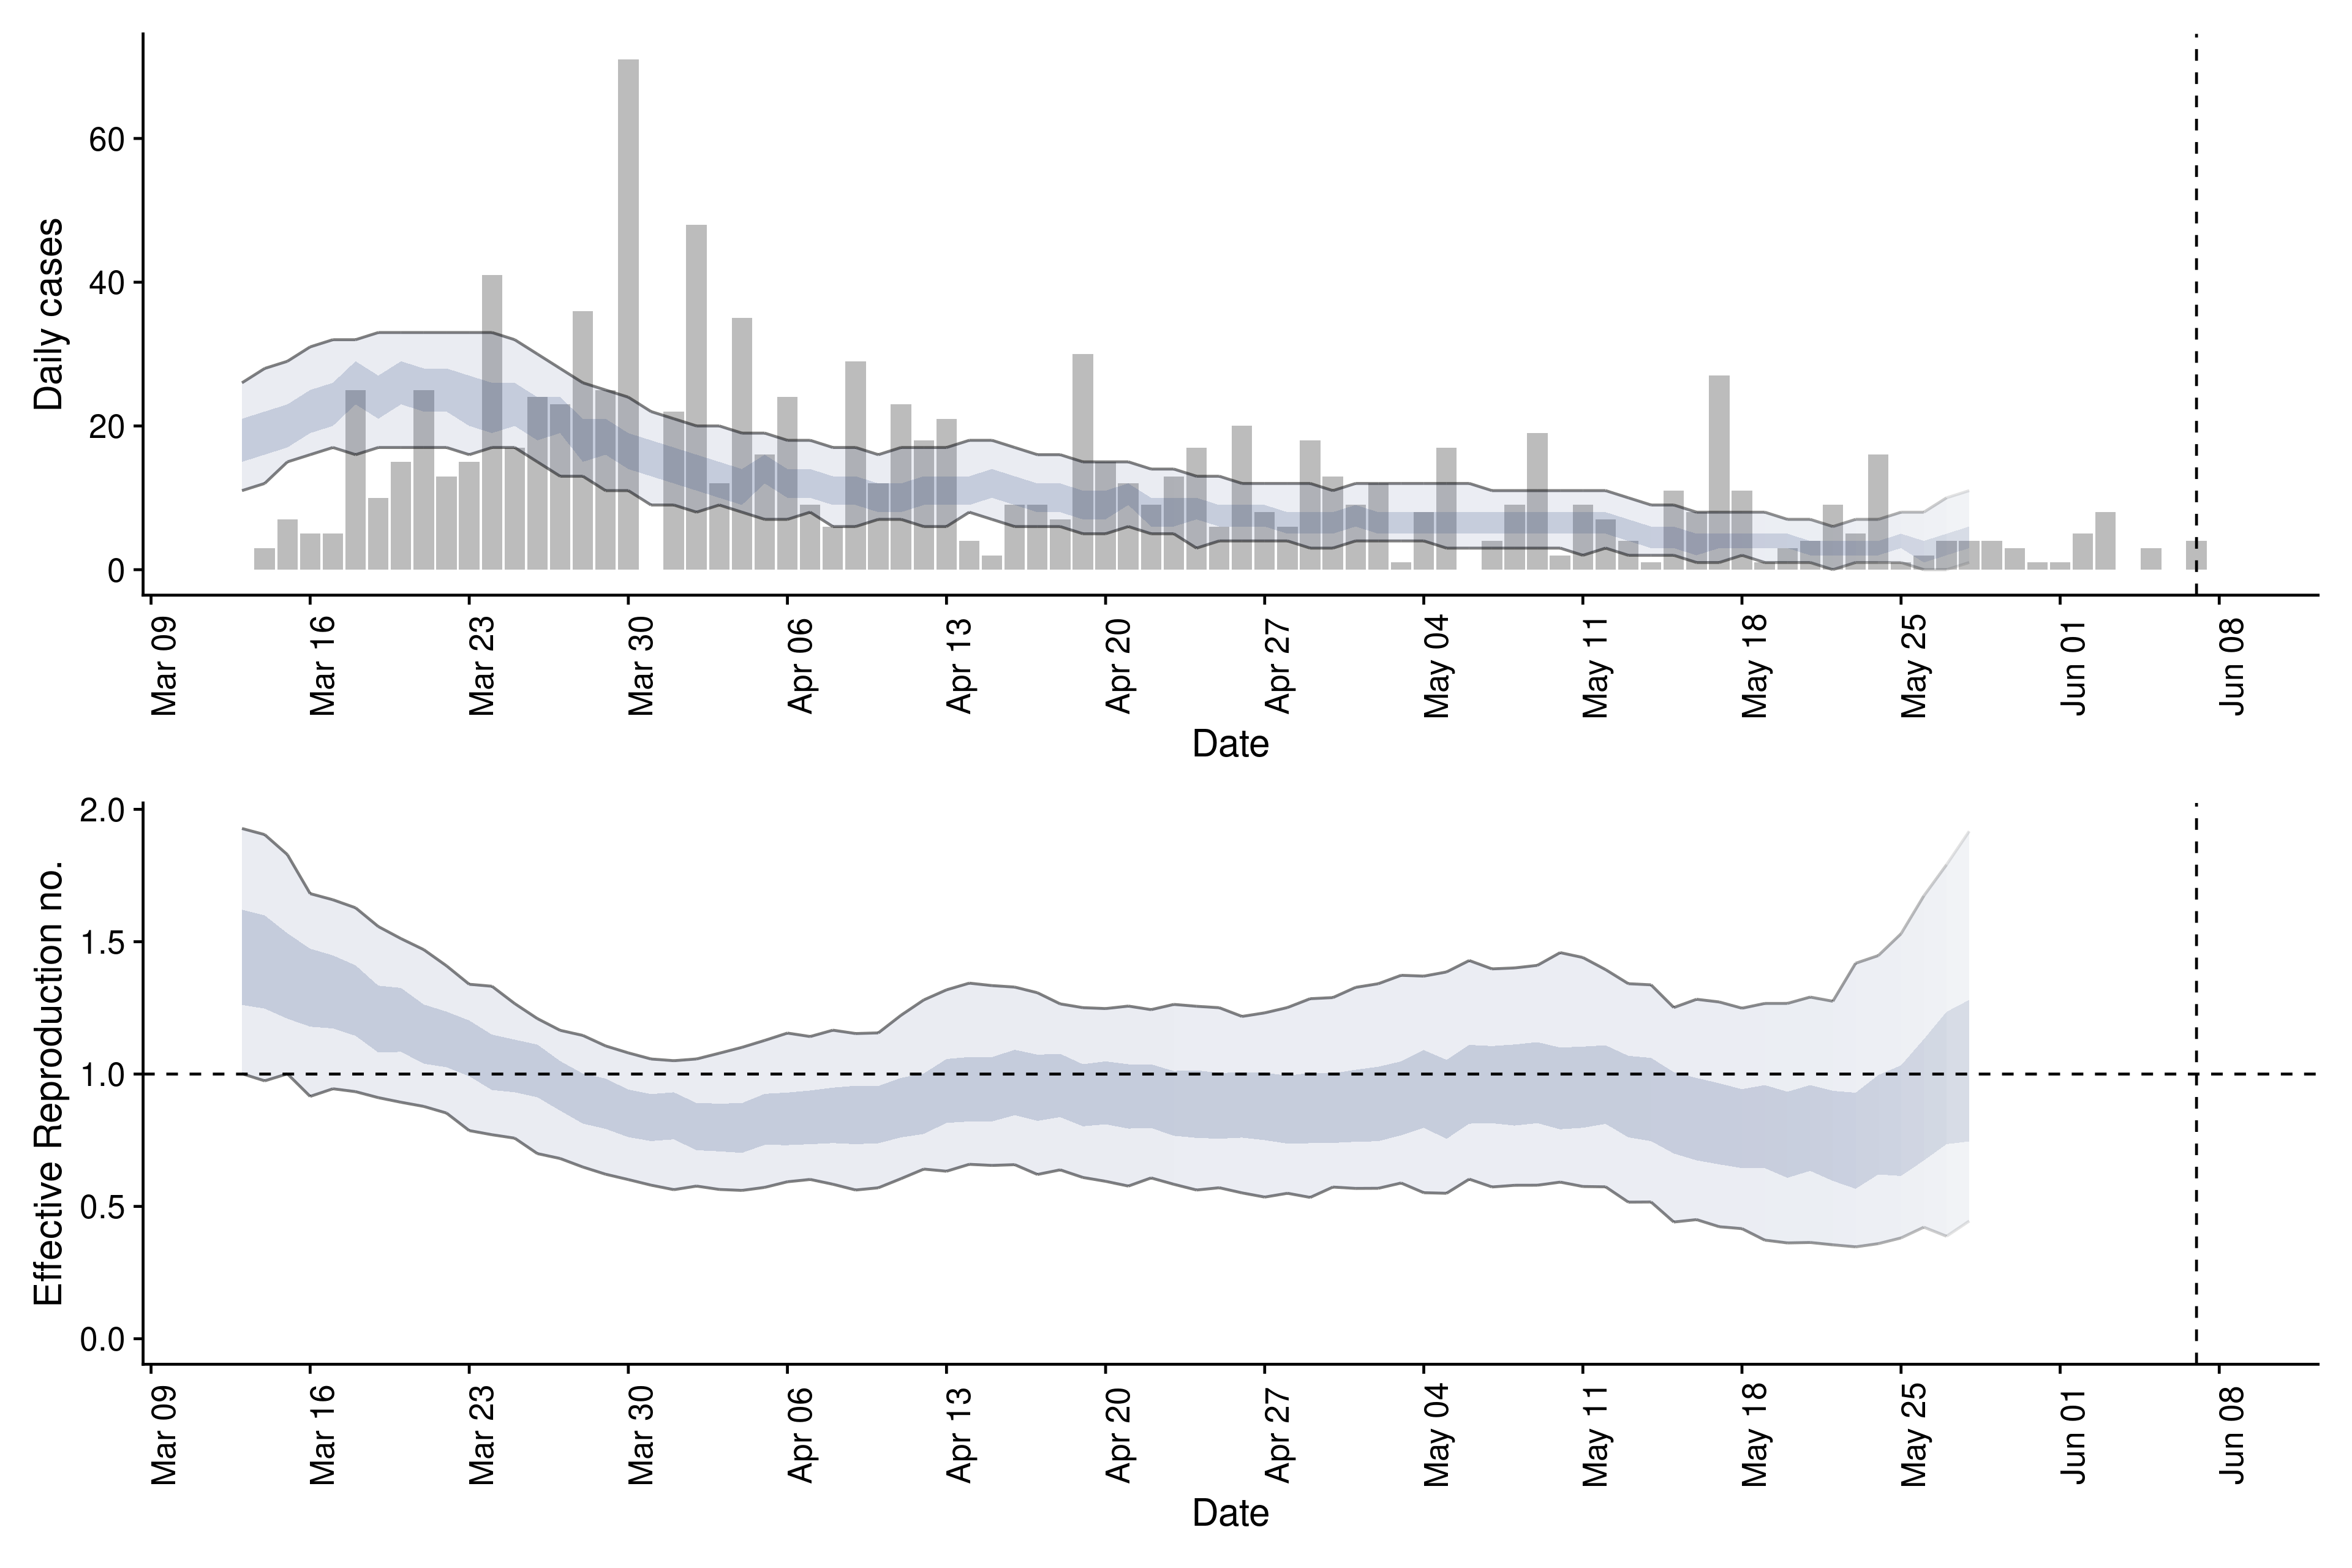 Daily cases
60
40
20
0
Mar 09
Mar 16
Mar 23
Mar 30
Apr 06
Apr 13
Apr 20
Apr 27
May 04
May 11
May 18
May 25
Jun 01
Jun 08
Date
Effective Reproduction no.
2.0
1.5
1.0
0.5
0.0
Mar 09
Mar 16
Mar 23
Mar 30
Apr 06
Apr 13
Apr 20
Apr 27
May 04
May 11
May 18
May 25
Jun 01
Jun 08
Date